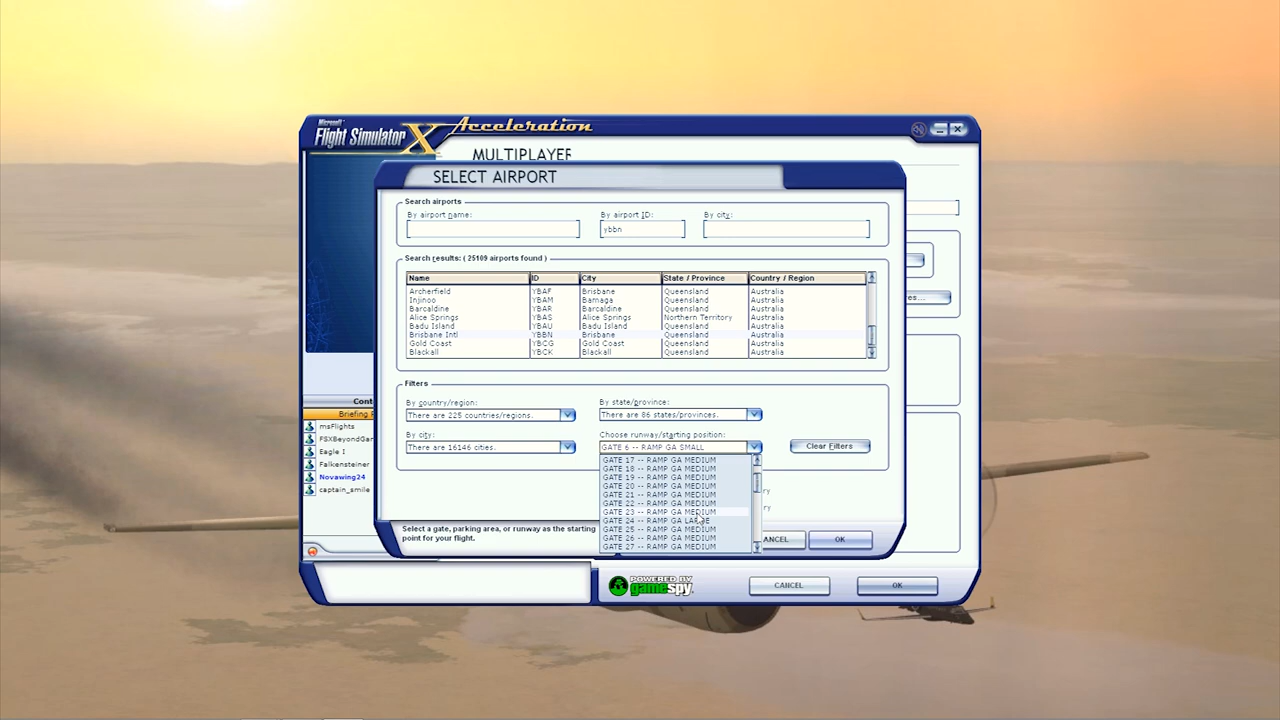 Microsoft
Flight Simulator X Acceleration
MULTIPLAYER
SELECT AIRPORT
Search airports
By airport name:
By airport ID:
By city:
ybbn
Search results: ( 25109 airports found )
Name ID City State / Province Country / Region
Archerfield YBAF Brisbane Queensland Australia
Injinoo YBAM Bamaga Queensland Australia
Barcaldine YBAR Barcaldine Queensland Australia
Alice Springs YBAS Alice Springs Northern Territory Australia
Badu Island YBAU Badu Island Queensland Australia
Brisbane Intl YBBN Brisbane Queensland Australia
Gold Coast YBCG Gold Coast Queensland Australia
Blackall YBCK Blackall Queensland Australia
es...
Filters
By country/region:
By state/province:
There are 225 countries/regions.
There are 86 states/provinces.
By city:
Choose runway/starting position:
There are 16146 cities.
GATE 6 -- RAMP GA SMALL
Clear Filters
GATE 17 -- RAMP GA MEDIUM
GATE 18 -- RAMP GA MEDIUM
GATE 19 -- RAMP GA MEDIUM
GATE 20 -- RAMP GA MEDIUM
GATE 21 -- RAMP GA MEDIUM
GATE 22 -- RAMP GA MEDIUM
GATE 23 -- RAMP GA MEDIUM
GATE 24 -- RAMP GA LARGE
GATE 25 -- RAMP GA MEDIUM
GATE 26 -- RAMP GA MEDIUM
GATE 27 -- RAMP GA MEDIUM
ry
ry
Select a gate, parking area, or runway as the starting
point for your flight.
ANCEL
OK
Cont
Briefing R
msFlights
FSXBeyondGar
Eagle 1
Falkensteiner
Novawing24
captain_smile
POWERED BY
gamespy.
CANCEL
OK